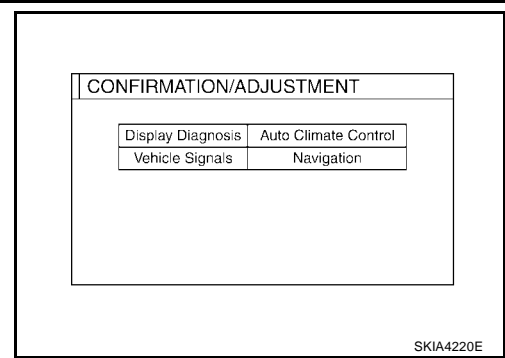 CONFIRMATION/ADJUSTMENT
Display Diagnosis Auto Climate Control
Vehicle Signals Navigation
SKIA4220E